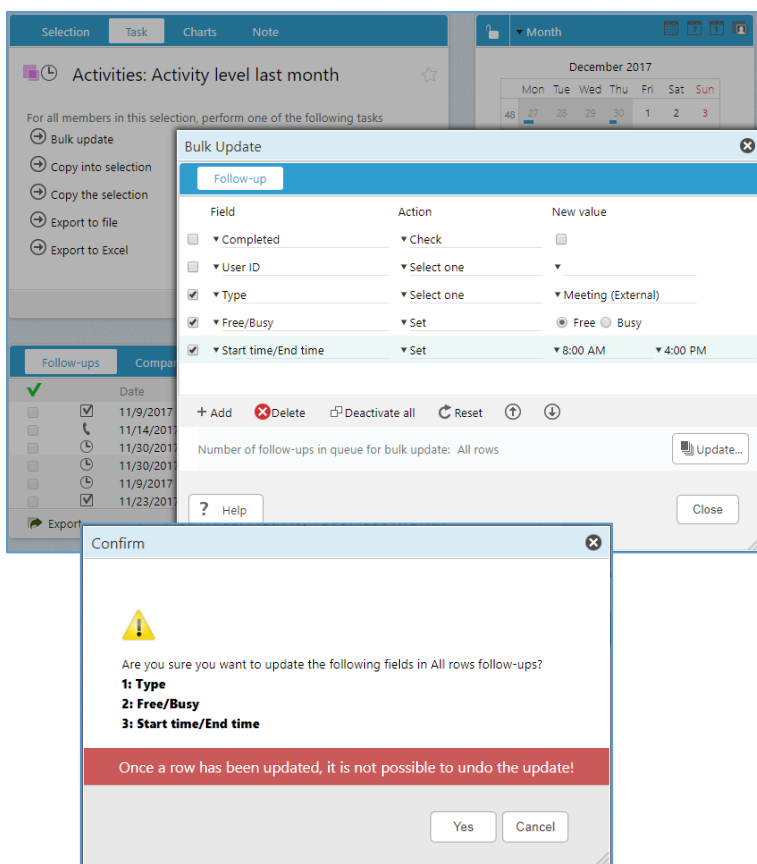 Selection Task Charts Note
Month
Activities: Activity level last month
December 2017
Mon Tue Wed Thu Fri Sat Sun
48 27 28 29 30 1 2 3
For all members in this selection, perform one of the following tasks
Bulk update
Copy into selection
Copy the selection
Export to file
Export to Excel
Bulk Update
Follow-up
Field Action New value
Completed Check
User ID Select one
Type Select one Meeting (External)
Free/Busy Set Free Busy
Start time/End time Set 8:00 AM 4:00 PM
+ Add Delete Deactivate all Reset
Number of follow-ups in queue for bulk update: All rows Update...
? Help Close
Follow-ups Compa
Date
11/9/2017
11/14/2017
11/30/2017
11/30/2017
11/9/2017
11/23/2017
Export
Confirm
Are you sure you want to update the following fields in All rows follow-ups?
1: Type
2: Free/Busy
3: Start time/End time
Once a row has been updated, it is not possible to undo the update!
Yes Cancel